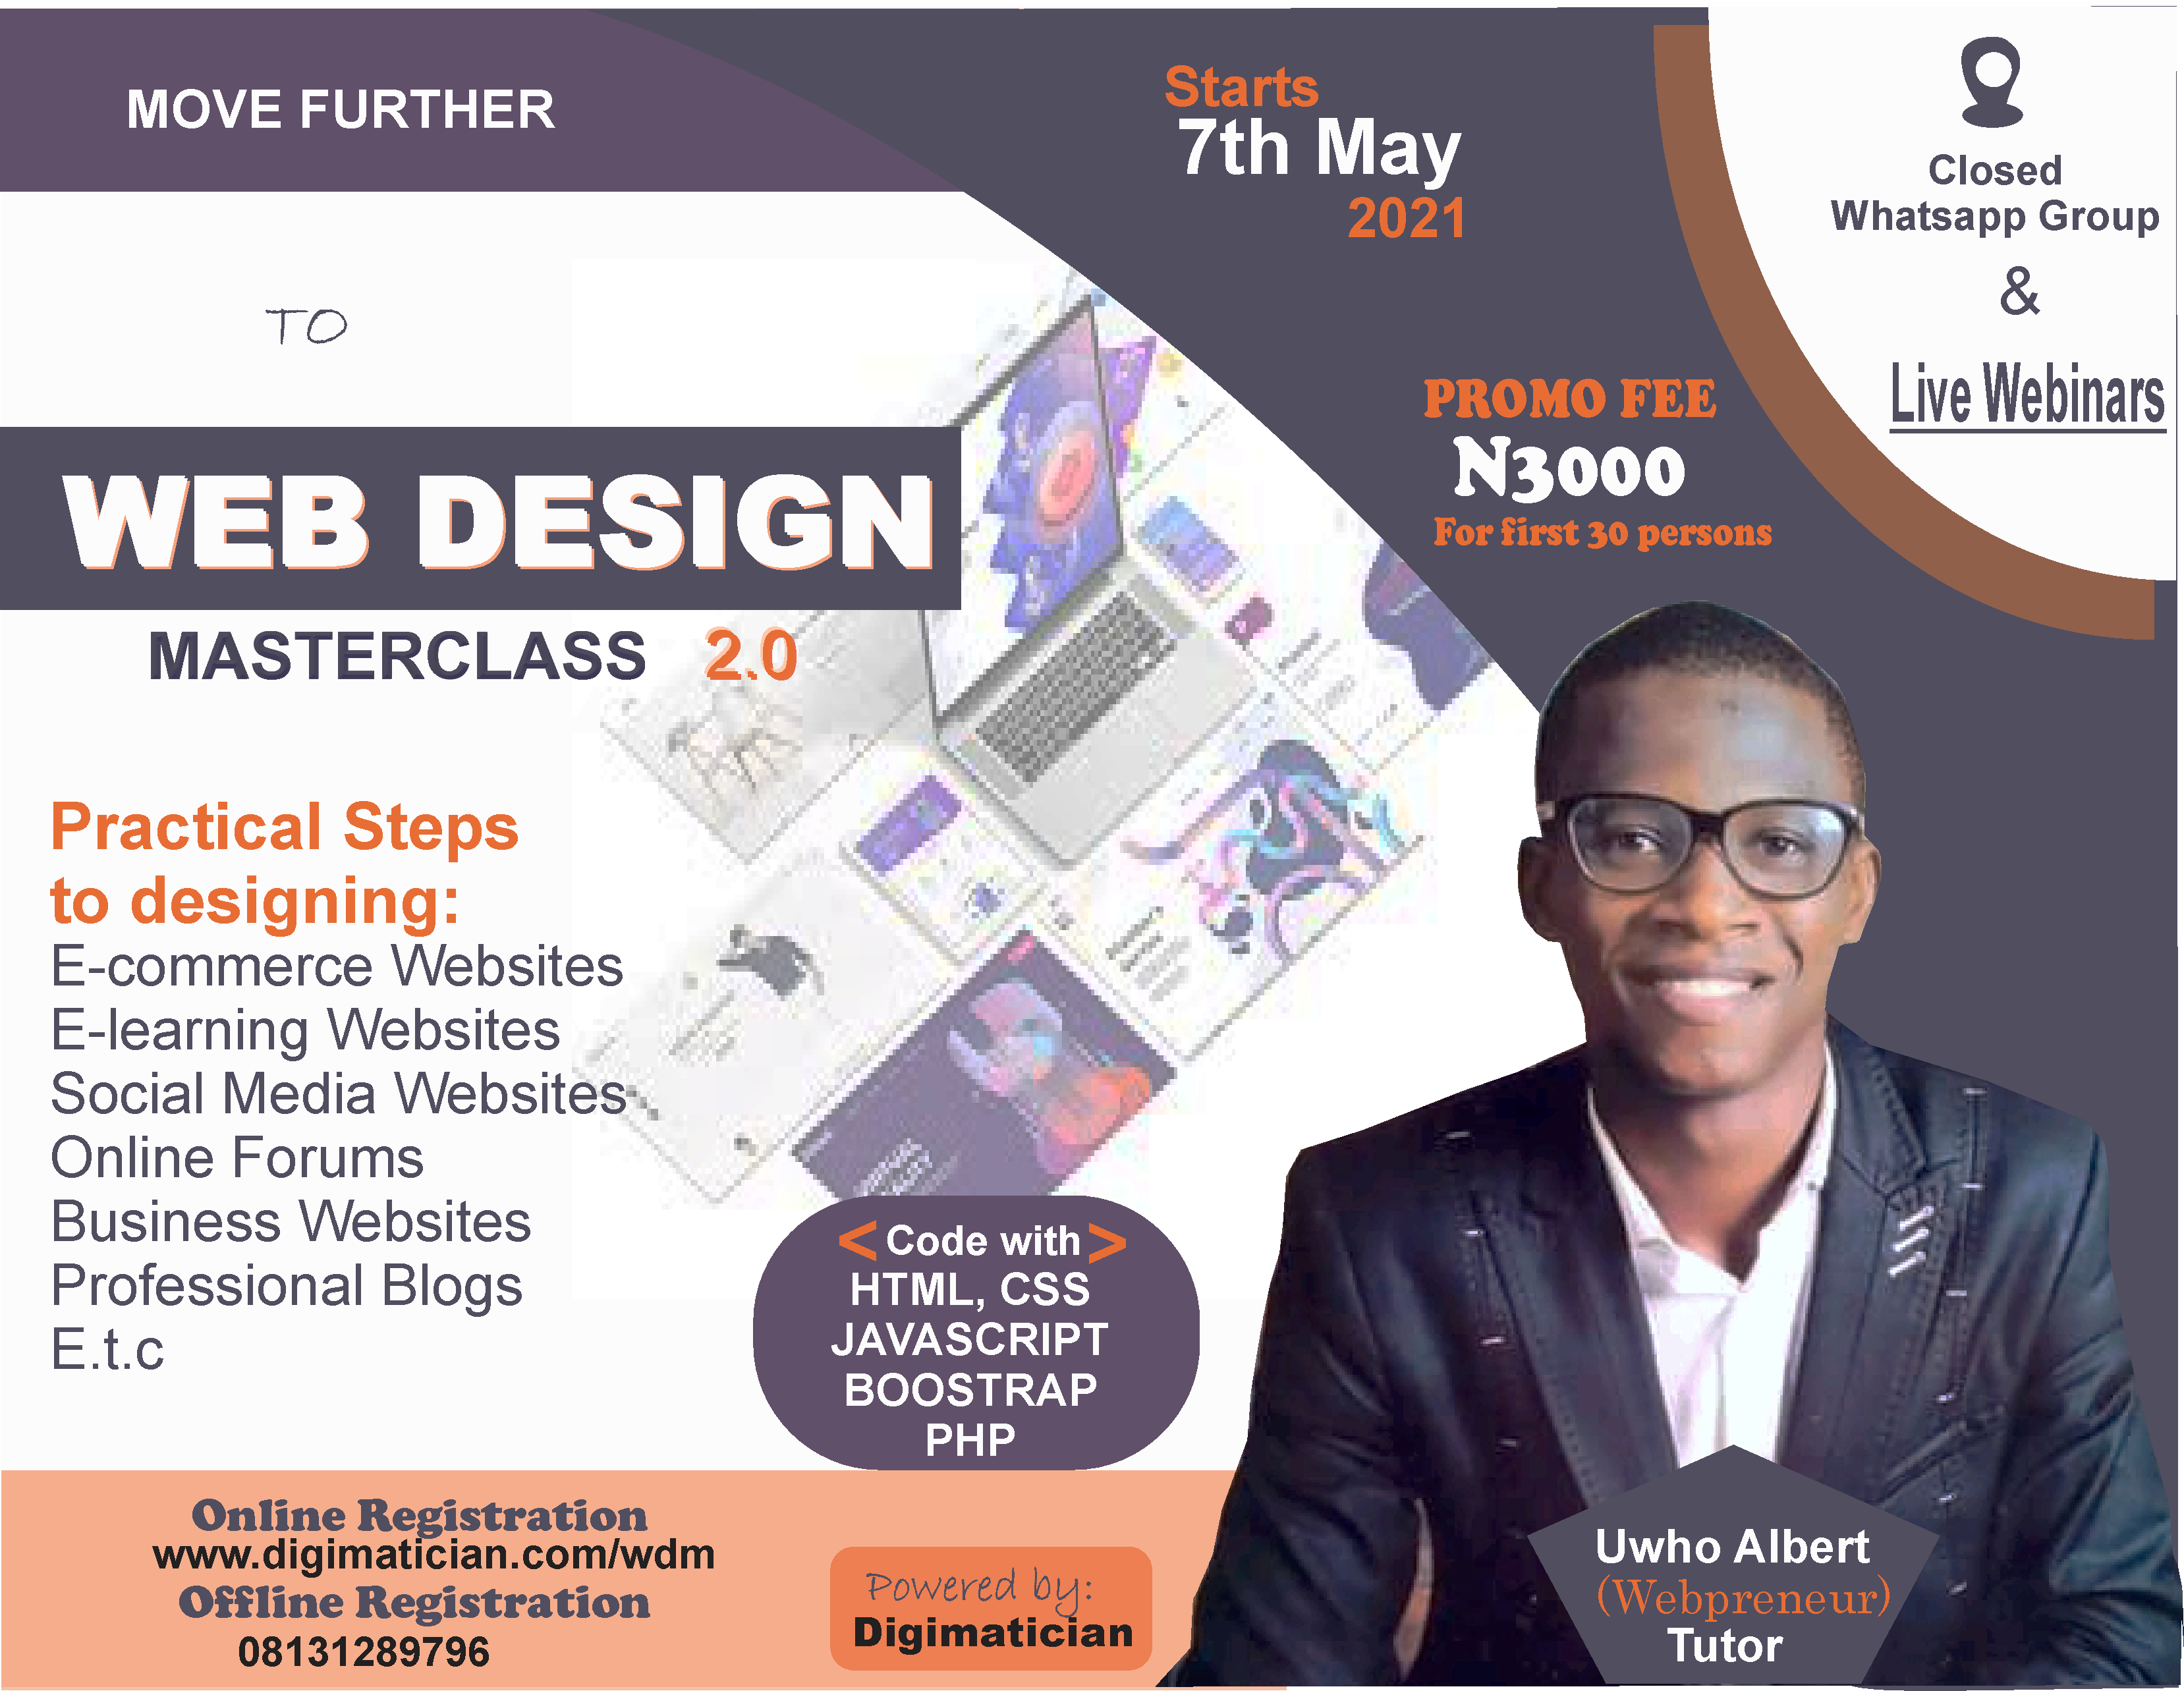 MOVE FURTHER
TO
WEB DESIGN
MASTERCLASS 2.0
Starts
7th May
2021
Closed
Whatsapp Group
&
Live Webinars
PROMO FEE
N3000
For first 30 persons
Practical Steps
to designing:
E-commerce Websites
E-learning Websites
Social Media Websites
Online Forums
Business Websites
Professional Blogs
E.t.c
< Code with >
HTML, CSS
JAVASCRIPT
BOOSTRAP
PHP
Online Registration
www.digimatician.com/wdm
Offline Registration
08131289796
Powered by:
Digimatician
Uwho Albert
(Webpreneur)
Tutor